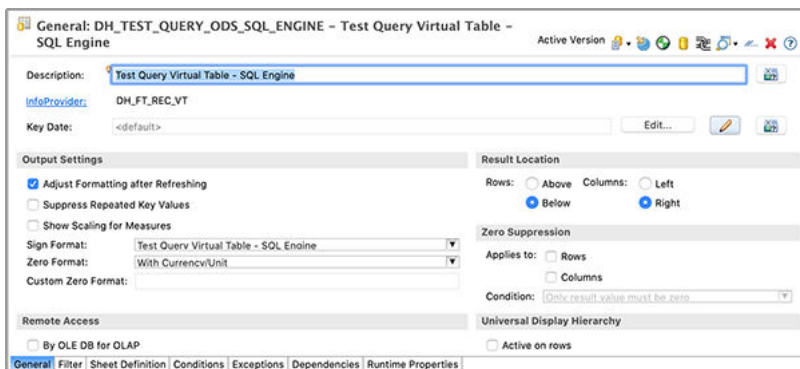 General: DH_TEST_QUERY_ODS_SQL_ENGINE - Test Query Virtual Table -
SQL Engine
Active Version
Description: Test Query Virtual Table - SQL Engine
InfoProvider: DH_FT_REC_VT
Key Date: <default> Edit...
Output Settings
Adjust Formatting after Refreshing
Suppress Repeated Key Values
Show Scaling for Measures
Sign Format: Test Query Virtual Table - SQL Engine
Zero Format: With Currency/Unit
Custom Zero Format:
Remote Access
By OLE DB for OLAP
Result Location
Rows: Above Columns: Left
Below Right
Zero Suppression
Applies to: Rows
Columns
Condition: Only result value must be zero
Universal Display Hierarchy
Active on rows
General Filter Sheet Definition Conditions Exceptions Dependencies Runtime Properties